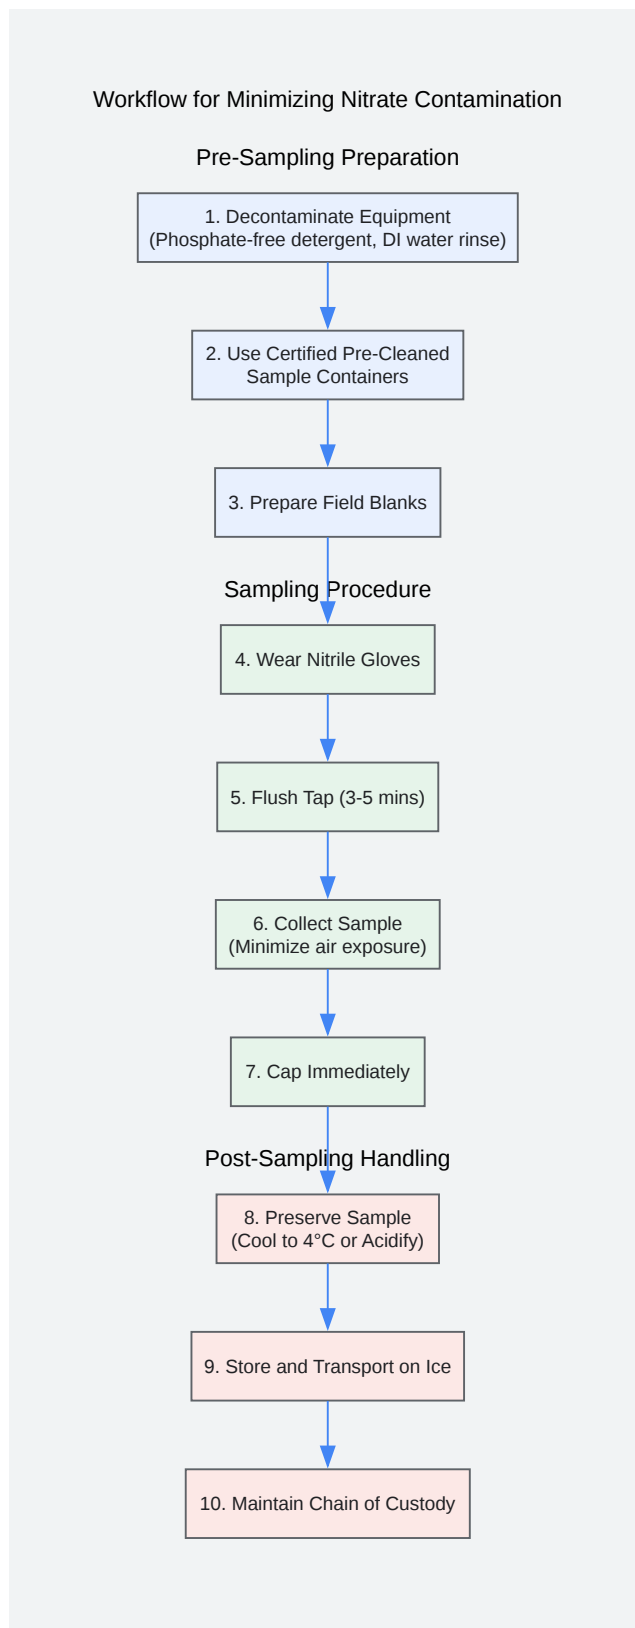 Workflow for Minimizing Nitrate Contamination
Pre-Sampling Preparation
1. Decontaminate Equipment
(Phosphate-free detergent, DI water rinse)
2. Use Certified Pre-Cleaned
Sample Containers
3. Prepare Field Blanks
Sampling Procedure
4. Wear Nitrile Gloves
5. Flush Tap (3-5 mins)
6. Collect Sample
(Minimize air exposure)
7. Cap Immediately
Post-Sampling Handling
8. Preserve Sample
(Cool to 4°C or Acidify)
9. Store and Transport on Ice
10. Maintain Chain of Custody